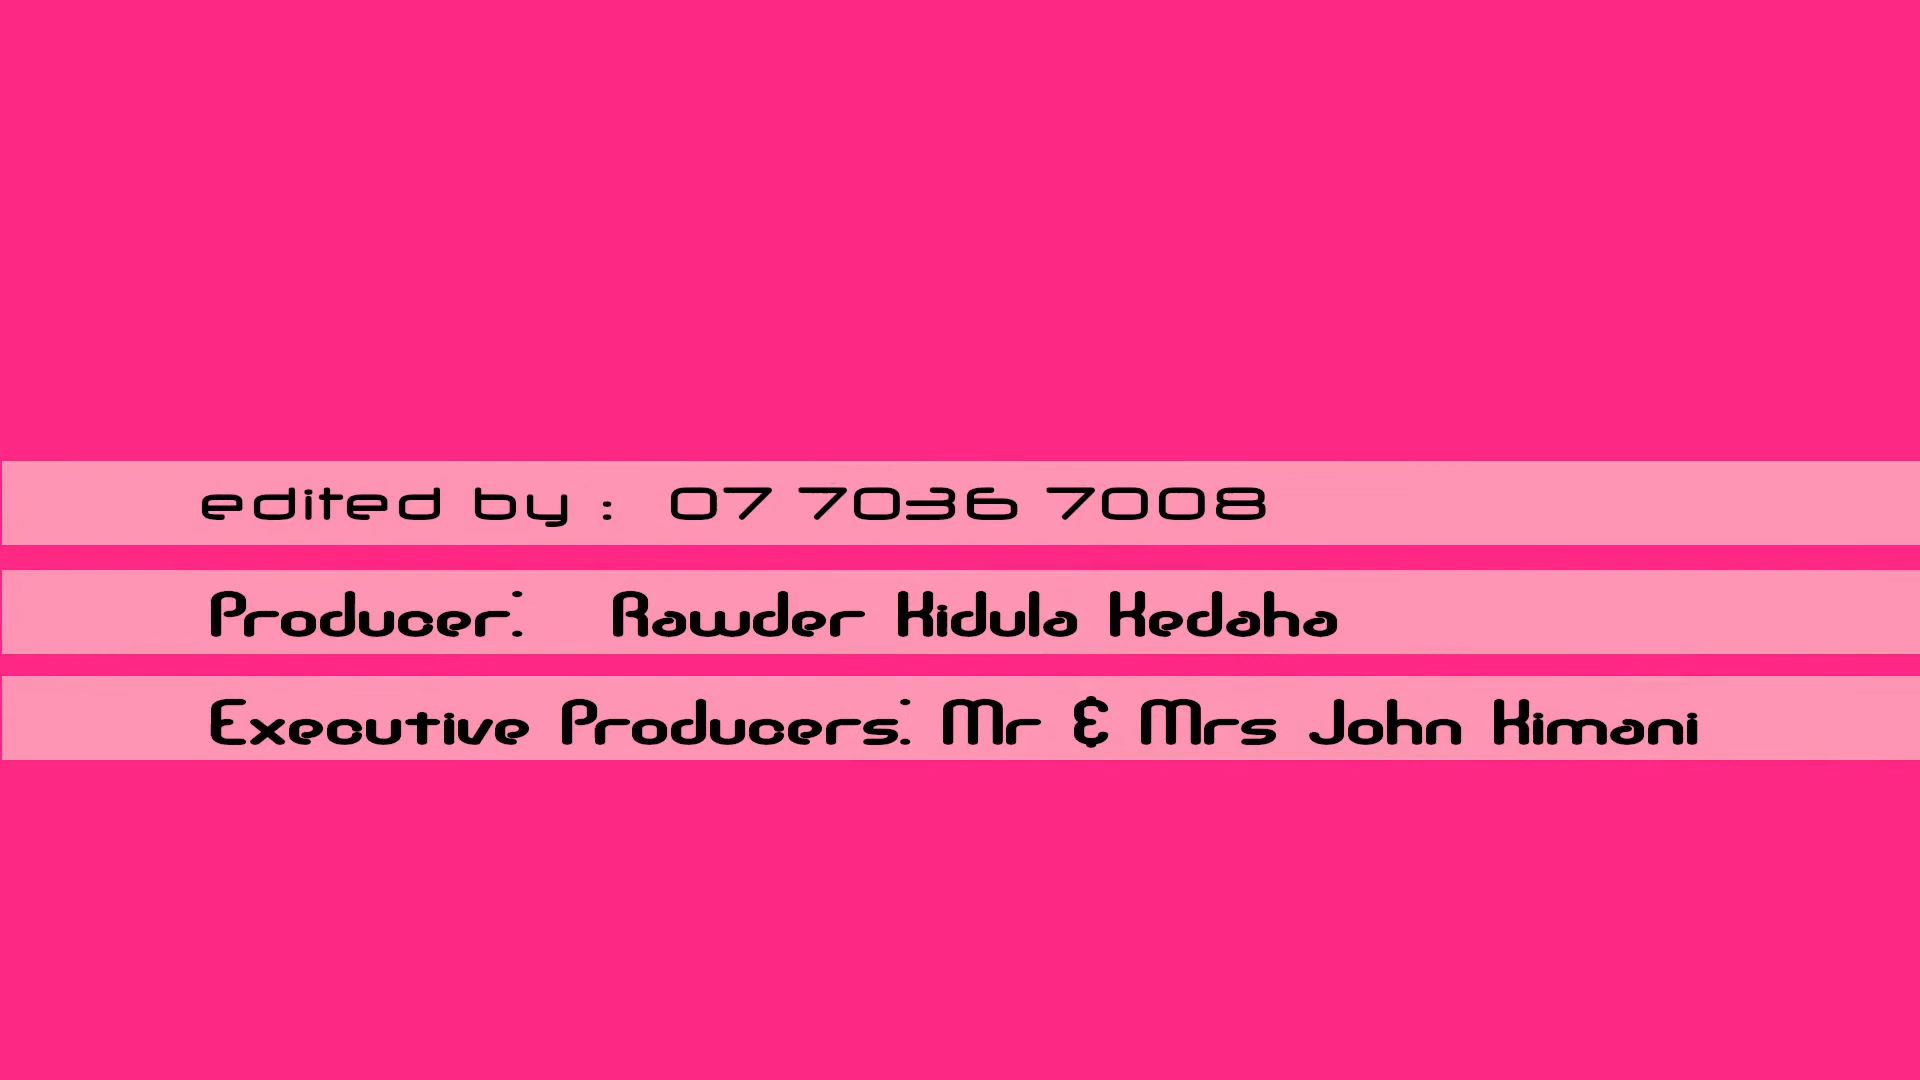 edited by : 07 7036 7008
Producer: Rawder Kidula Kedaha
Executive Producers: Mr & Mrs John Kimani